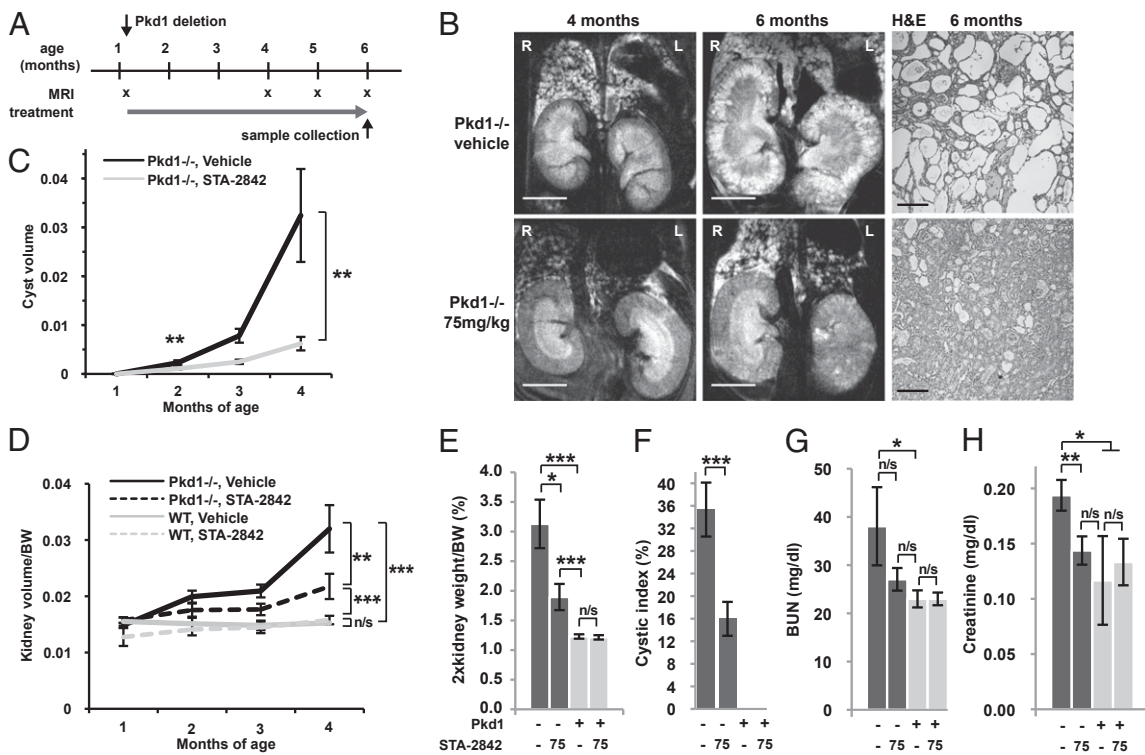 A
Pkd1 deletion
age
(months)
1 2 3 4 5 6
MRI
x x x x
treatment
sample collection
B
4 months
6 months
H&E 6 months
R L R L
Pkd1-/-
vehicle
R L R L
Pkd1-/-
75mg/kg
C
Pkd1-/-, Vehicle
Pkd1-/-, STA-2842
Cyst volume
0.04
0.03
0.02
0.01
0
**
**
1 2 3 4
Months of age
D
Pkd1-/-, Vehicle
Pkd1-/-, STA-2842
WT, Vehicle
WT, STA-2842
Kidney volume/BW
0.04
0.03
0.02
0.01
0
**
***
***
n/s
1 2 3 4
Months of age
E
2xkidney weight/BW (%)
4.0
3.5
3.0
2.5
2.0
1.5
1.0
0.5
0.0
***
*
***
n/s
Pkd1 - - + +
STA-2842 - 75 - 75
F
Cystic index (%)
40
36
32
28
24
20
16
12
8
4
0
***
- - + +
- 75 - 75
G
BUN (mg/dl)
50
40
30
20
10
0
*
n/s
n/s
n/s
- - + +
- 75 - 75
H
Creatinine (mg/dl)
0.20
0.15
0.10
0.05
0.00
*
**
n/s
n/s
- - + +
- 75 - 75